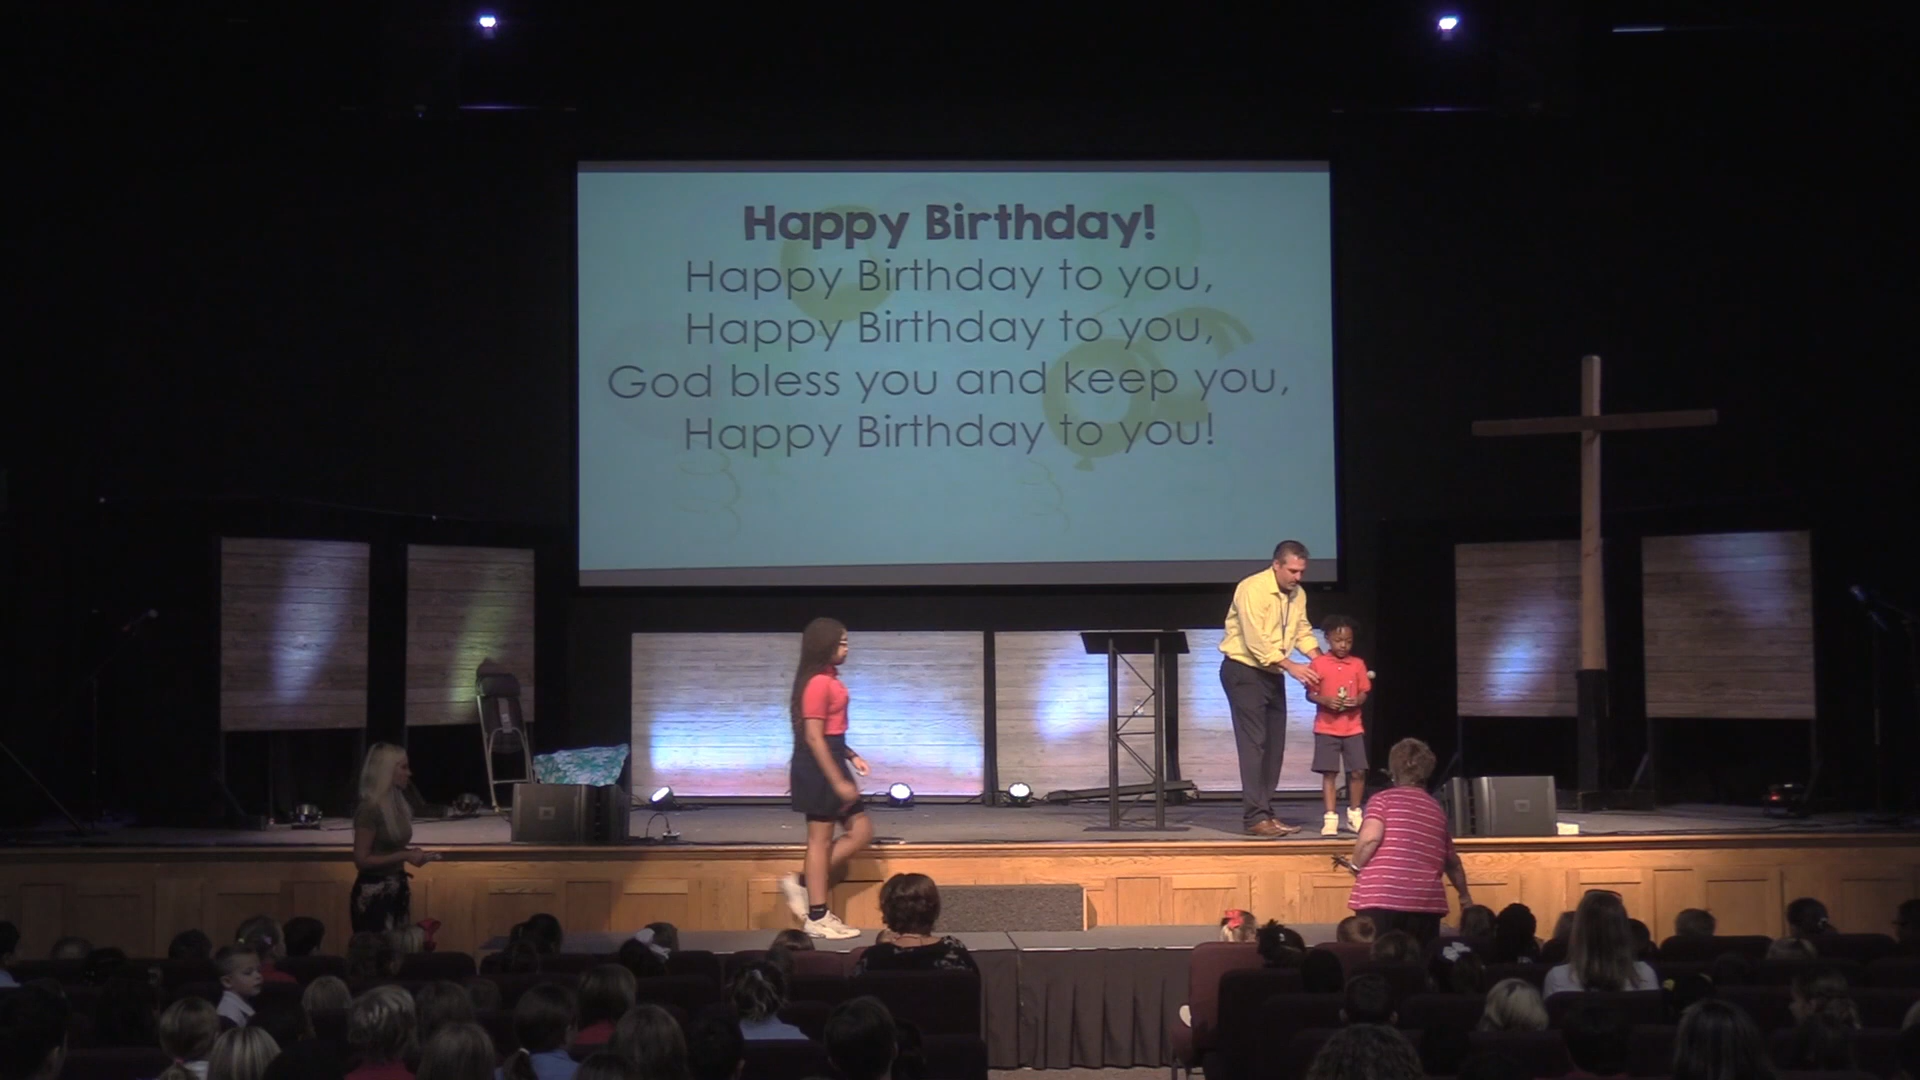 Happy Birthday!
Happy Birthday to you,
Happy Birthday to you,
God bless you and keep you,
Happy Birthday to you!